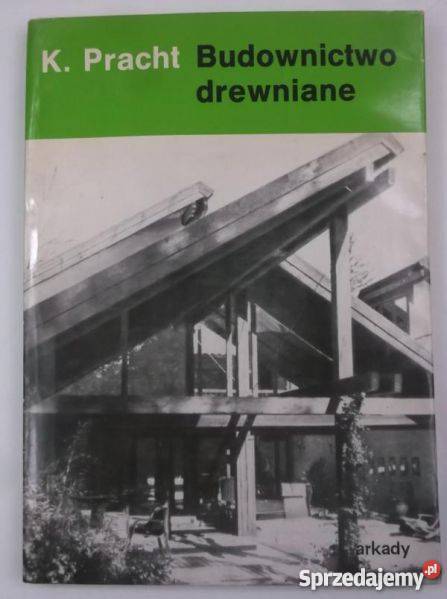 K. Pracht Budownictwo
drewniane
arkady
Sprzedajemy.pl